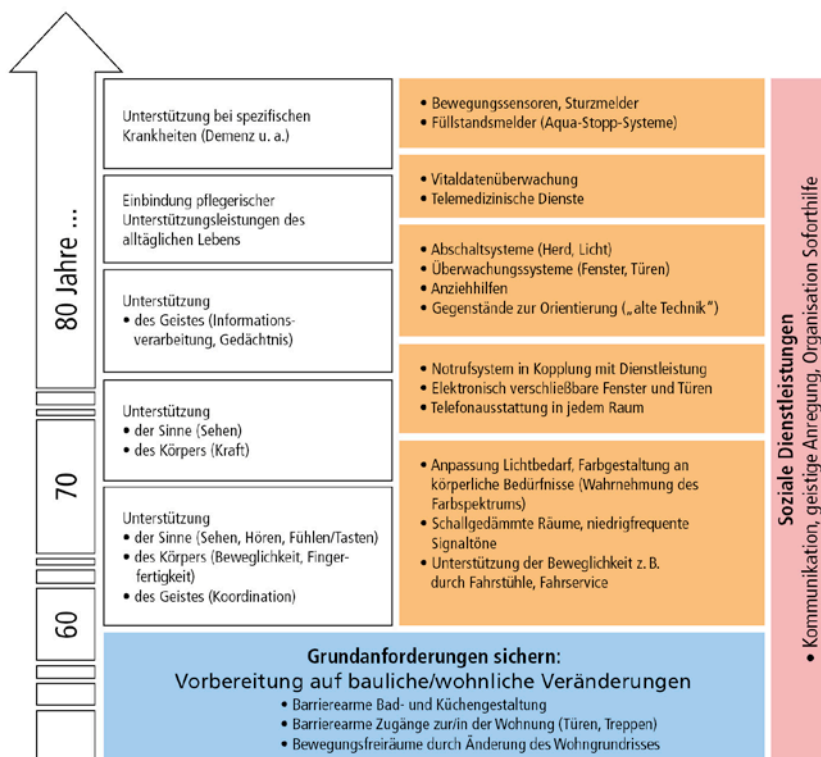 80 Jahre ...
70
60
Unterstützung bei spezifischen
Krankheiten (Demenz u. a.)
• Bewegungssensoren, Sturzmelder
• Füllstandsmelder (Aqua-Stopp-Systeme)
Einbindung pflegerischer
Unterstützungsleistungen des
alltäglichen Lebens
• Vitaldatenüberwachung
• Telemedizinische Dienste
Unterstützung
• des Geistes (Informations-
verarbeitung, Gedächtnis)
• Abschaltsysteme (Herd, Licht)
• Überwachungssysteme (Fenster, Türen)
• Anziehhilfen
• Gegenstände zur Orientierung („alte Technik“)
Unterstützung
• der Sinne (Sehen)
• des Körpers (Kraft)
• Notrufsystem in Kopplung mit Dienstleistung
• Elektronisch verschließbare Fenster und Türen
• Telefonausstattung in jedem Raum
Unterstützung
• der Sinne (Sehen, Hören, Fühlen/Tasten)
• des Körpers (Beweglichkeit, Finger-
fertigkeit)
• des Geistes (Koordination)
• Anpassung Lichtbedarf, Farbgestaltung an
körperliche Bedürfnisse (Wahrnehmung des
Farbspektrums)
• Schallgedämmte Räume, niedrigfrequente
Signaltöne
• Unterstützung der Beweglichkeit z. B.
durch Fahrstühle, Fahrservice
Grundanforderungen sichern:
Vorbereitung auf bauliche/wohnliche Veränderungen
• Barrierearme Bad- und Küchengestaltung
• Barrierearme Zugänge zur/in der Wohnung (Türen, Treppen)
• Bewegungsfreiräume durch Änderung des Wohngrundrisses
Soziale Dienstleistungen
• Kommunikation, geistige Anregung, Organisation Soforthilfe